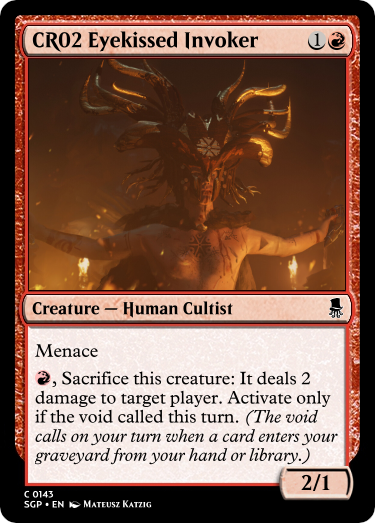 CR02 Eyekissed Invoker 1
Creature — Human Cultist
Menace
, Sacrifice this creature: It deals 2
damage to target player. Activate only
if the void called this turn. (The void
calls on your turn when a card enters your
graveyard from your hand or library.)
2/1
C 0143
SGP • EN Mateusz Katzig